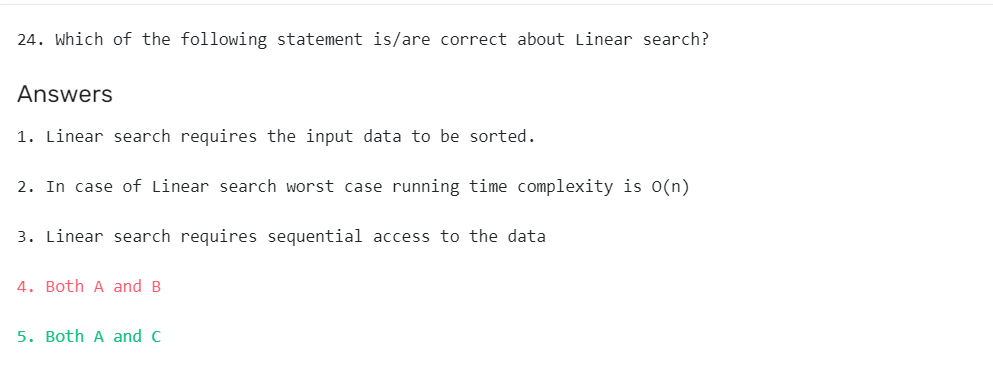 24. Which of the following statement is/are correct about Linear search?
Answers
1. Linear search requires the input data to be sorted.
2. In case of Linear search worst case running time complexity is O(n)
3. Linear search requires sequential access to the data
4. Both A and B
5. Both A and C